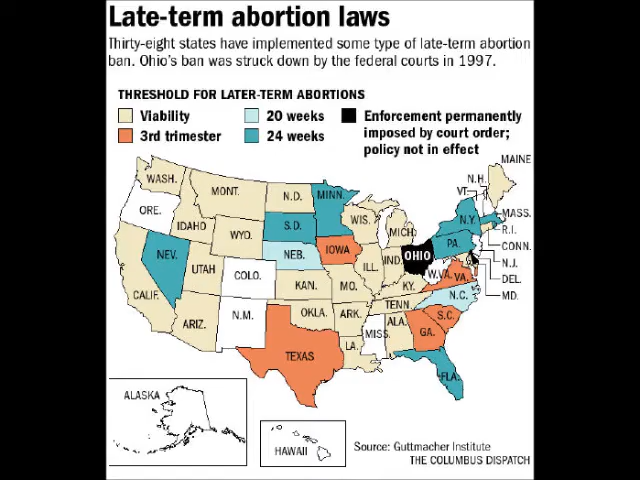 Late-term abortion laws
Thirty-eight states have implemented some type of late-term abortion
ban. Ohio's ban was struck down by the federal courts in 1997.
THRESHOLD FOR LATER-TERM ABORTIONS
Viability
3rd trimester
20 weeks
24 weeks
Enforcement permanently
imposed by court order;
policy not in effect
MAINE
WASH.
MONT.
N.D.
MINN.
N.H.
VT.
ORE.
IDAHO
WYO.
S.D.
WIS.
MICH.
N.Y.
MASS.
R.I.
CONN.
NEV.
UTAH
COLO.
NEB.
IOWA
ILL.
IND.
OHIO
PA.
N.J.
DEL.
MD.
CALIF.
KAN.
MO.
KY.
W.VA.
VA.
ARIZ.
N.M.
OKLA.
ARK.
TENN.
N.C.
S.C.
TEXAS
LA.
MISS.
ALA.
GA.
FLA.
ALASKA
HAWAII
Source: Guttmacher Institute
THE COLUMBUS DISPATCH